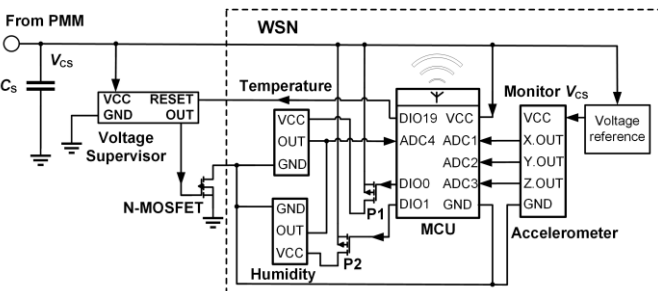 From PMM
WSN
VCS
CS
VCC RESET
GND OUT
Voltage
Supervisor
N-MOSFET
Temperature
VCC
OUT
GND
GND
OUT
VCC
Humidity
P1
P2
DIO19 VCC
ADC4 ADC1
ADC2
DIO0 ADC3
DIO1 GND
MCU
Monitor VCS
VCC
X.OUT
Y.OUT
Z.OUT
GND
Accelerometer
Voltage
reference